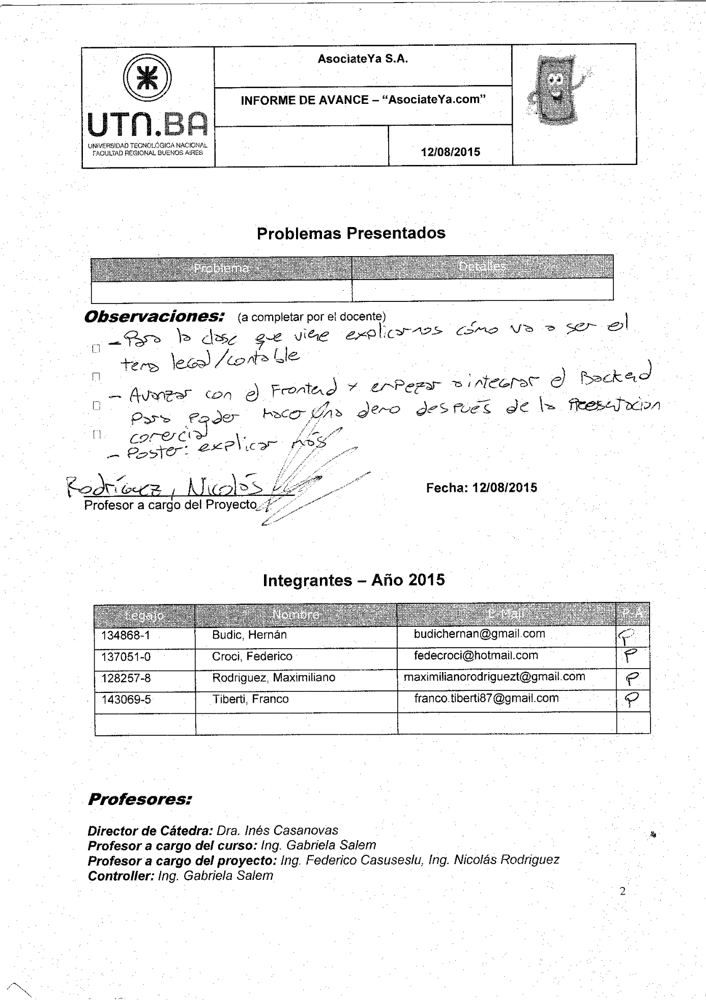 AsociateYa S.A.
INFORME DE AVANCE – “AsociateYa.com”
UTN.BA
UNIVERSIDAD TECNOLÓGICA NACIONAL
FACULTAD REGIONAL BUENOS AIRES
12/08/2015
Problemas Presentados
Problema Detalles
Observaciones: (a completar por el docente)
- Para la clase que viene explicarnos cómo va a ser el
tema legal/contable
- Avanzar con el Frontend y empezar a integrar el Backend
para poder hacer una demo después de la Presentacion
comercial
- Poster: explicar más
Rodríguez, Nicolás
Profesor a cargo del Proyecto
Fecha: 12/08/2015
Integrantes – Año 2015
Legajo Nombre E-Mail P-A
134868-1 Budic, Hernán budichernan@gmail.com P
137051-0 Croci, Federico fedecroci@hotmail.com P
128257-8 Rodriguez, Maximiliano maximilianorodriguezt@gmail.com P
143069-5 Tiberti, Franco franco.tiberti87@gmail.com P
Profesores:
Director de Cátedra: Dra. Inés Casanovas
Profesor a cargo del curso: Ing. Gabriela Salem
Profesor a cargo del proyecto: Ing. Federico Casuseslu, Ing. Nicolás Rodriguez
Controller: Ing. Gabriela Salem
2